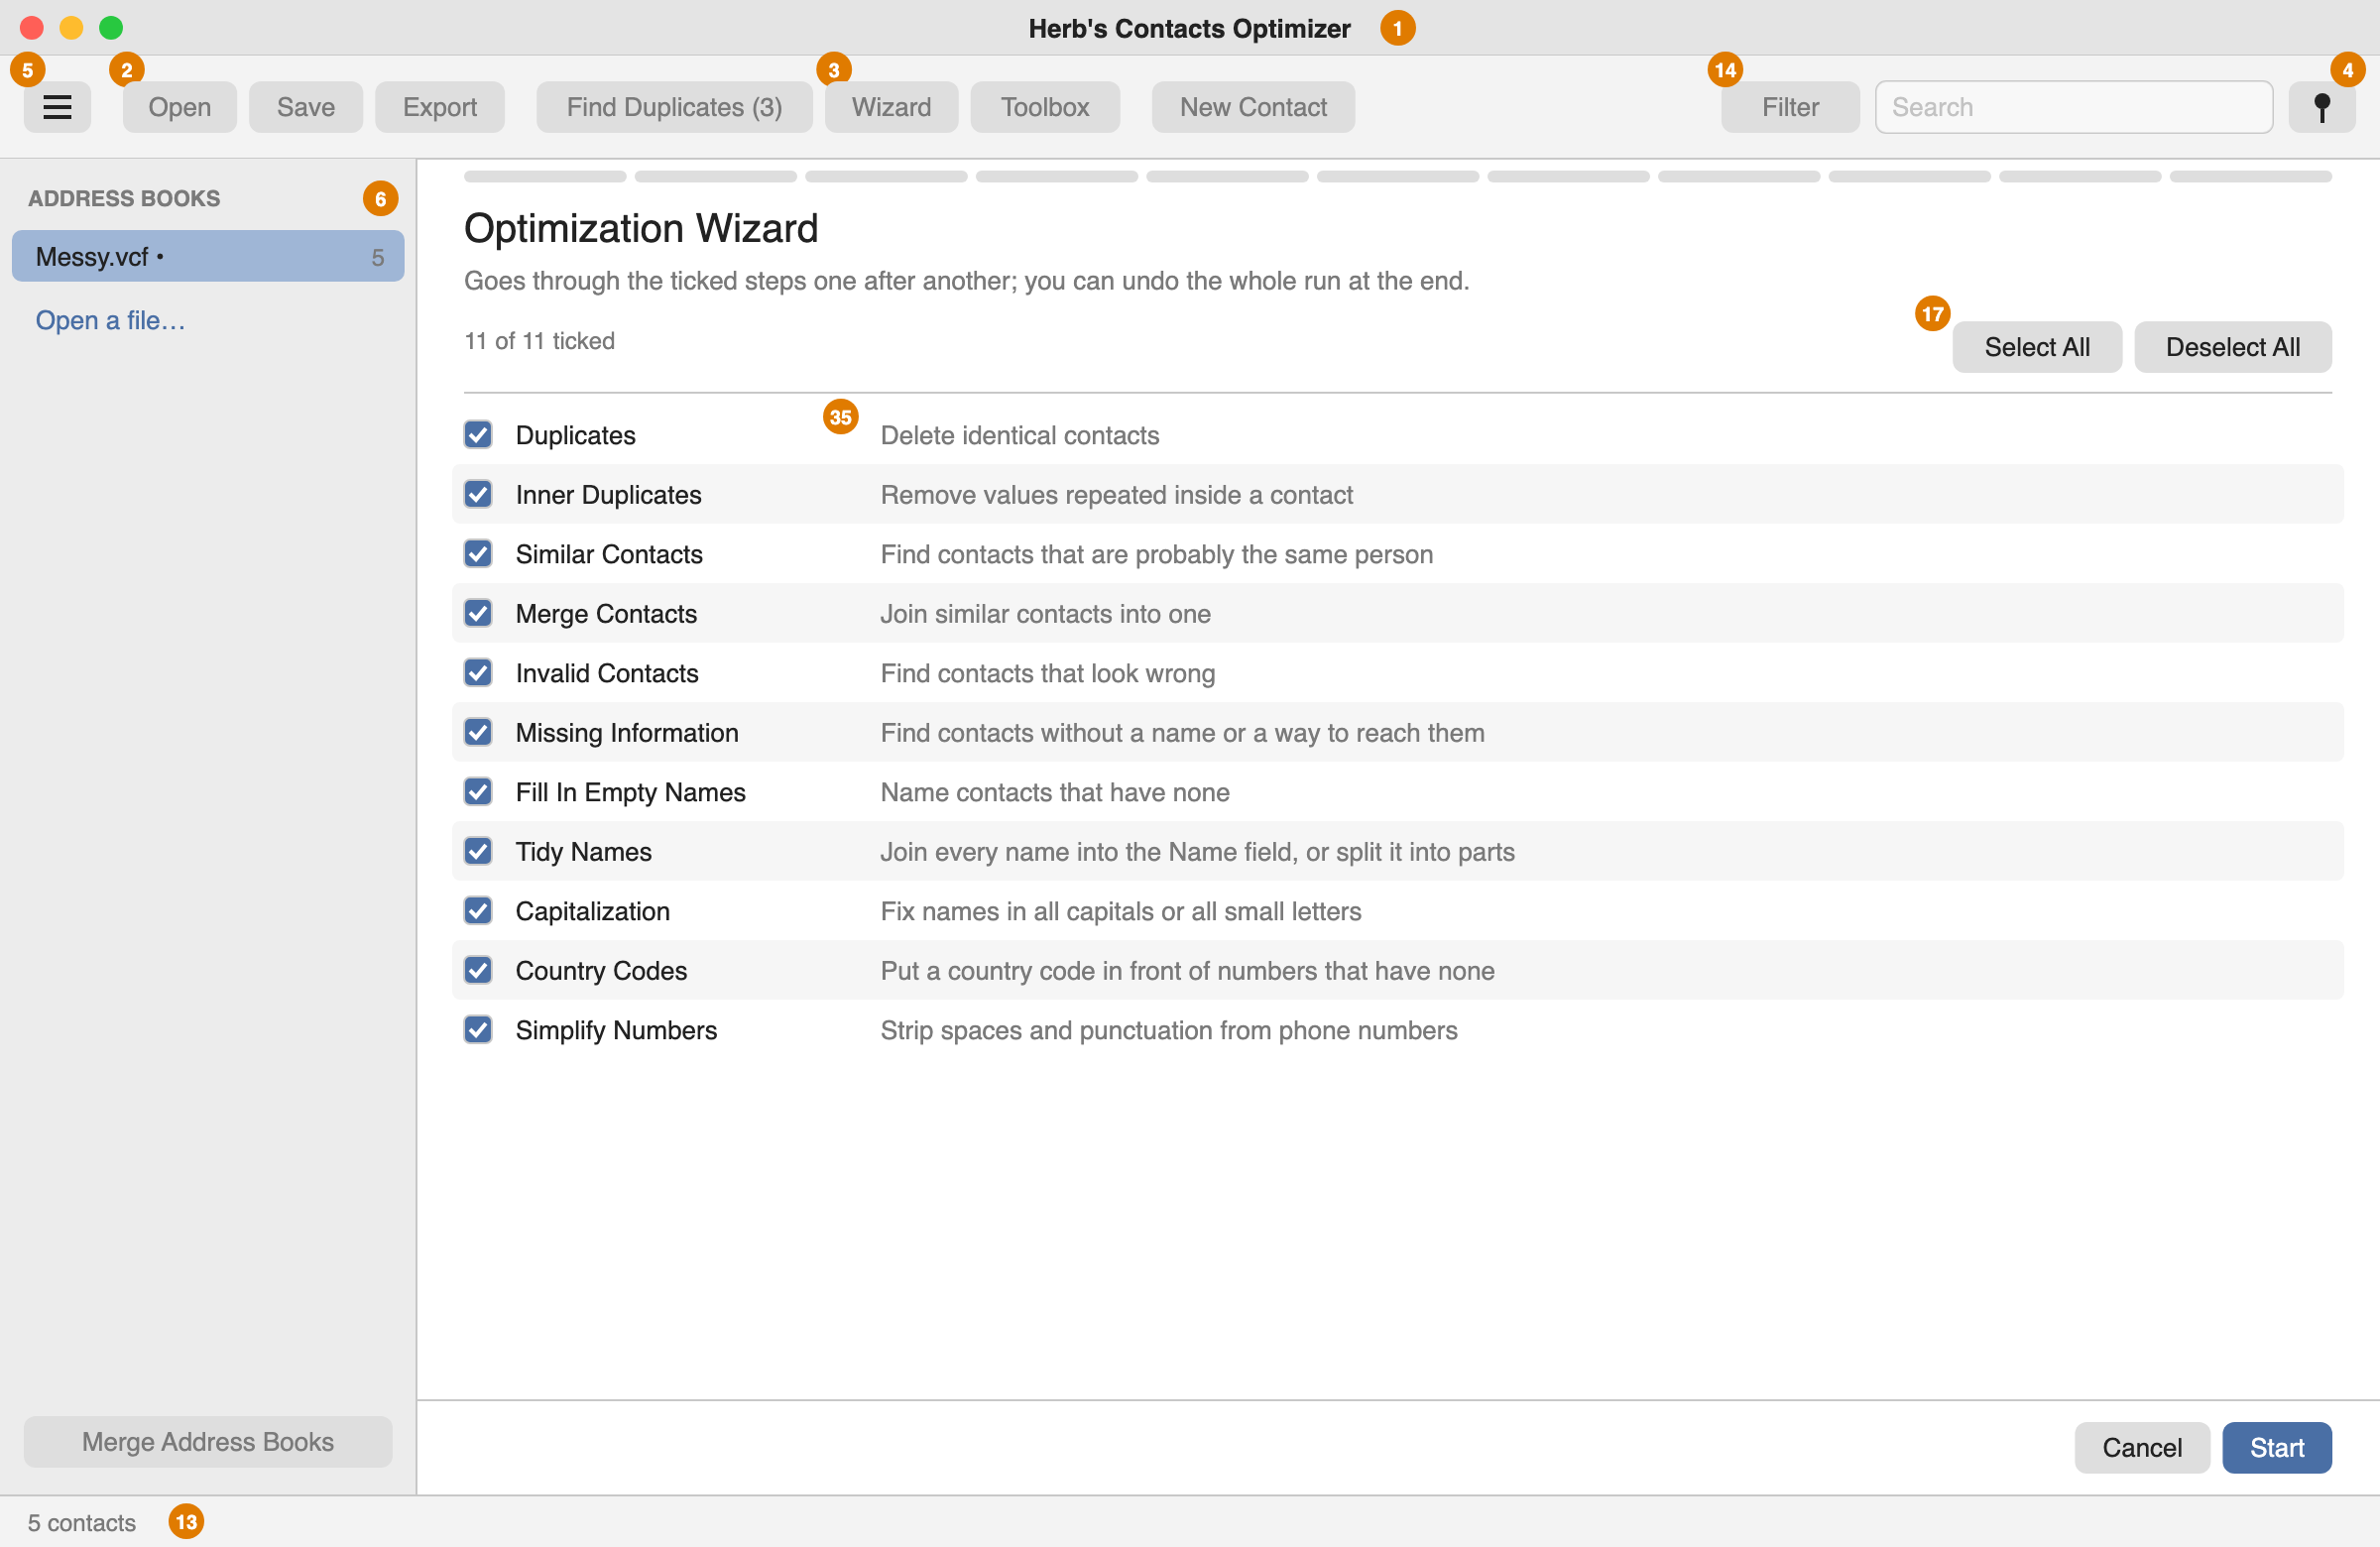 Herb's Contacts Optimizer 1
5 2 3 14 4
Open Save Export Find Duplicates (3) Wizard Toolbox New Contact Filter Search
ADDRESS BOOKS 6
Messy.vcf • 5
Open a file…
Optimization Wizard
Goes through the ticked steps one after another; you can undo the whole run at the end.
17
11 of 11 ticked Select All Deselect All
35
Duplicates Delete identical contacts
Inner Duplicates Remove values repeated inside a contact
Similar Contacts Find contacts that are probably the same person
Merge Contacts Join similar contacts into one
Invalid Contacts Find contacts that look wrong
Missing Information Find contacts without a name or a way to reach them
Fill In Empty Names Name contacts that have none
Tidy Names Join every name into the Name field, or split it into parts
Capitalization Fix names in all capitals or all small letters
Country Codes Put a country code in front of numbers that have none
Simplify Numbers Strip spaces and punctuation from phone numbers
Merge Address Books Cancel Start
5 contacts 13